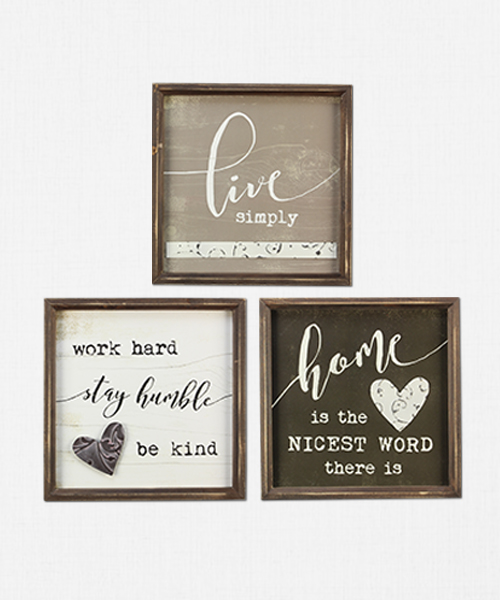 live
simply
work hard
stay humble
be kind
home
is the
NICEST WORD
there is